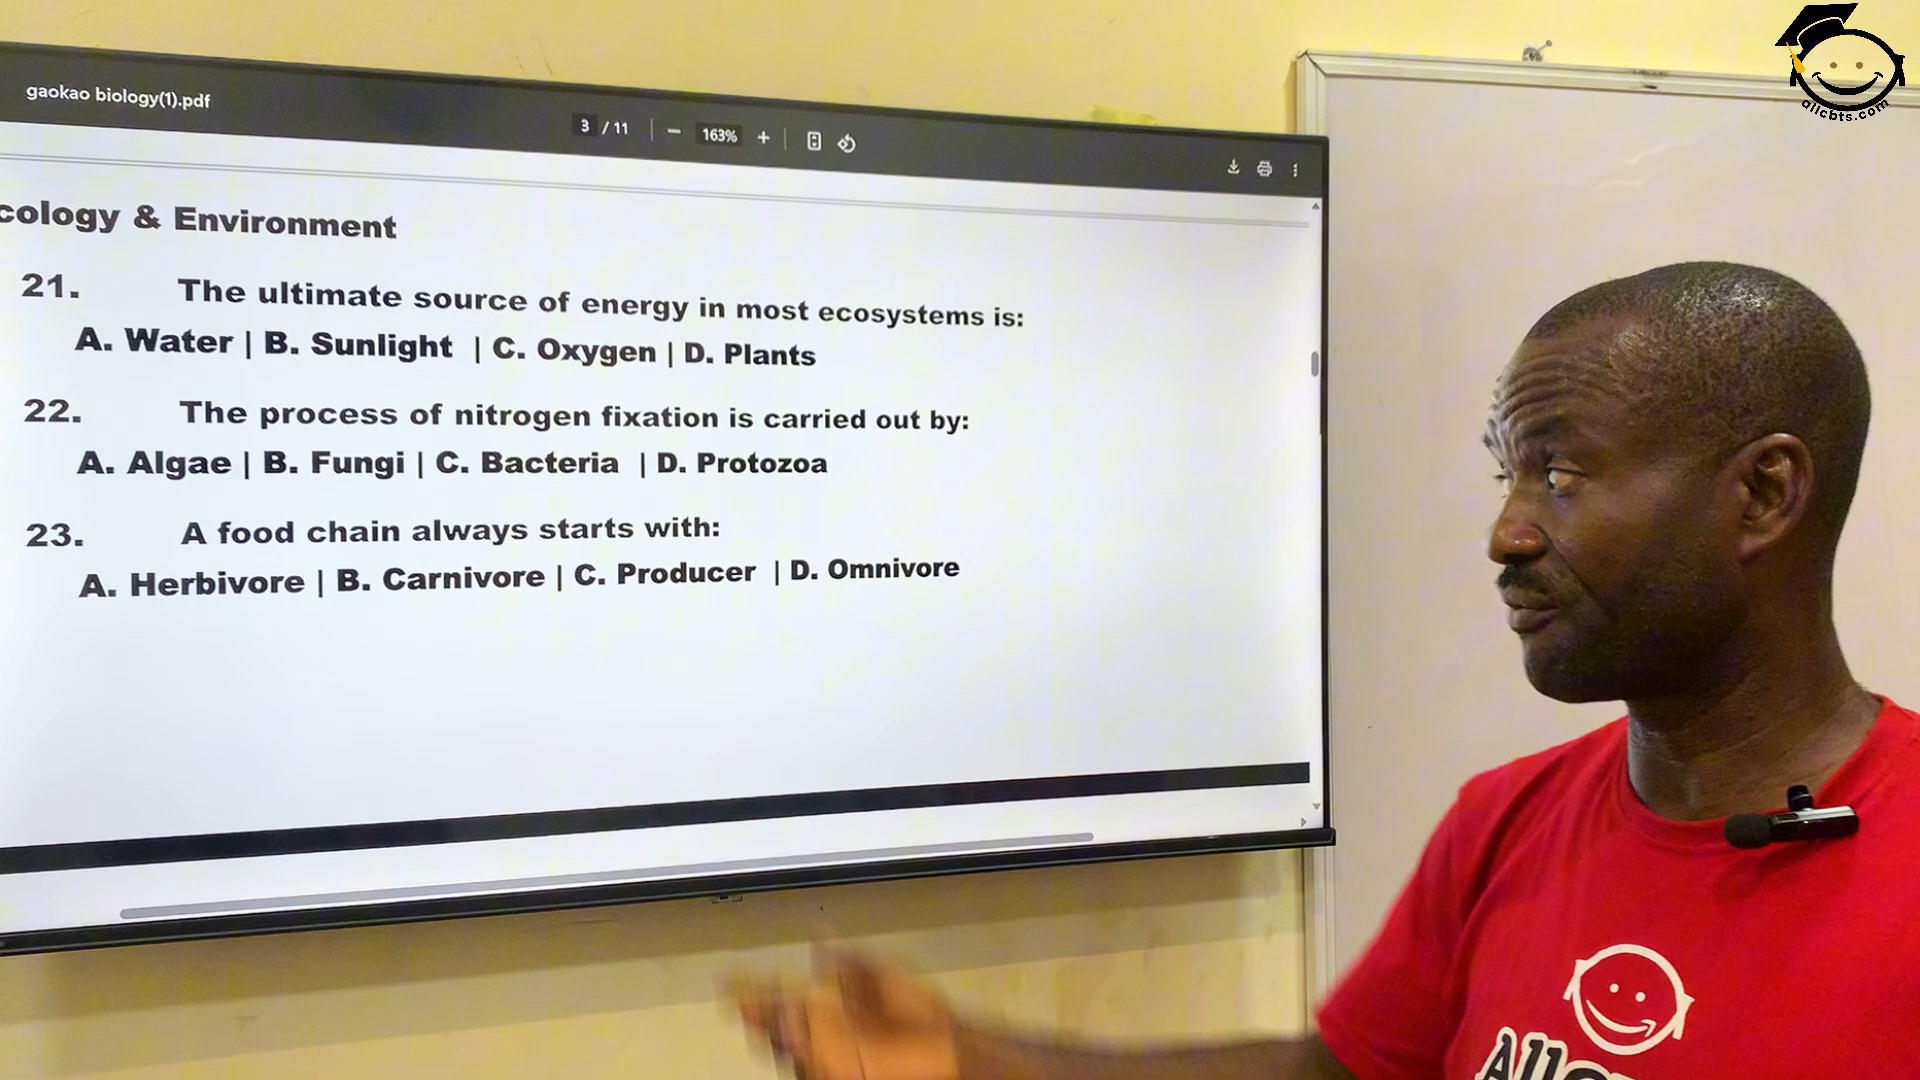 allcbts.com
gaokao biology(1).pdf
3 / 11
163%
cology & Environment
21. The ultimate source of energy in most ecosystems is:
A. Water | B. Sunlight | C. Oxygen | D. Plants
22. The process of nitrogen fixation is carried out by:
A. Algae | B. Fungi | C. Bacteria | D. Protozoa
23. A food chain always starts with:
A. Herbivore | B. Carnivore | C. Producer | D. Omnivore